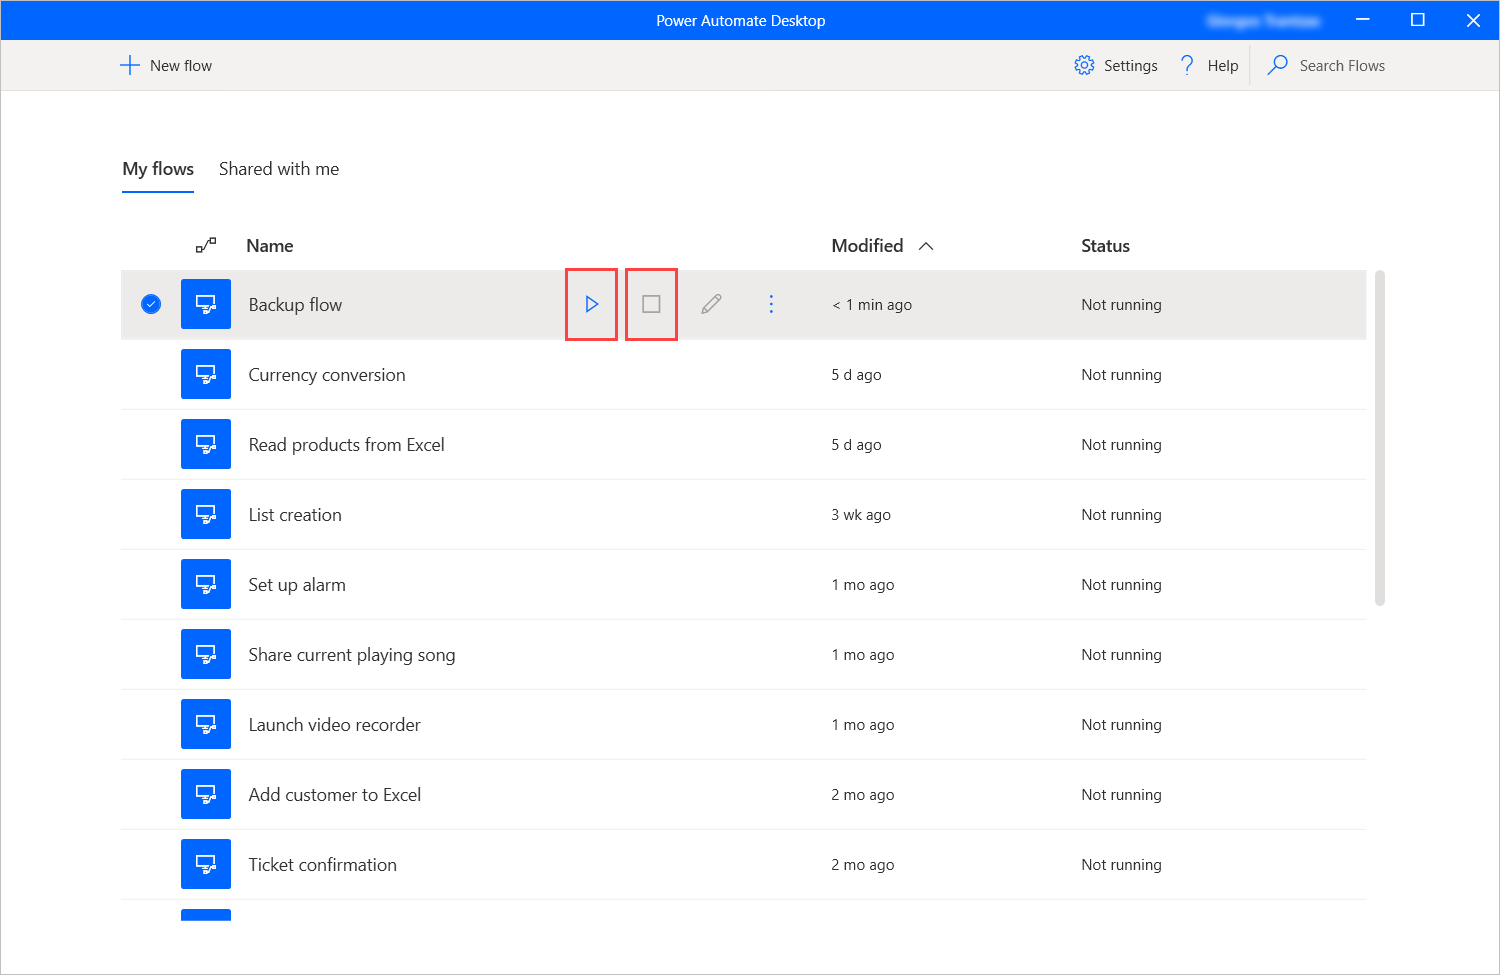 Power Automate Desktop
New flow
Settings
Help
Search Flows
My flows
Shared with me
Name
Modified
Status
Backup flow
< 1 min ago
Not running
Currency conversion
5 d ago
Not running
Read products from Excel
5 d ago
Not running
List creation
3 wk ago
Not running
Set up alarm
1 mo ago
Not running
Share current playing song
1 mo ago
Not running
Launch video recorder
1 mo ago
Not running
Add customer to Excel
2 mo ago
Not running
Ticket confirmation
2 mo ago
Not running